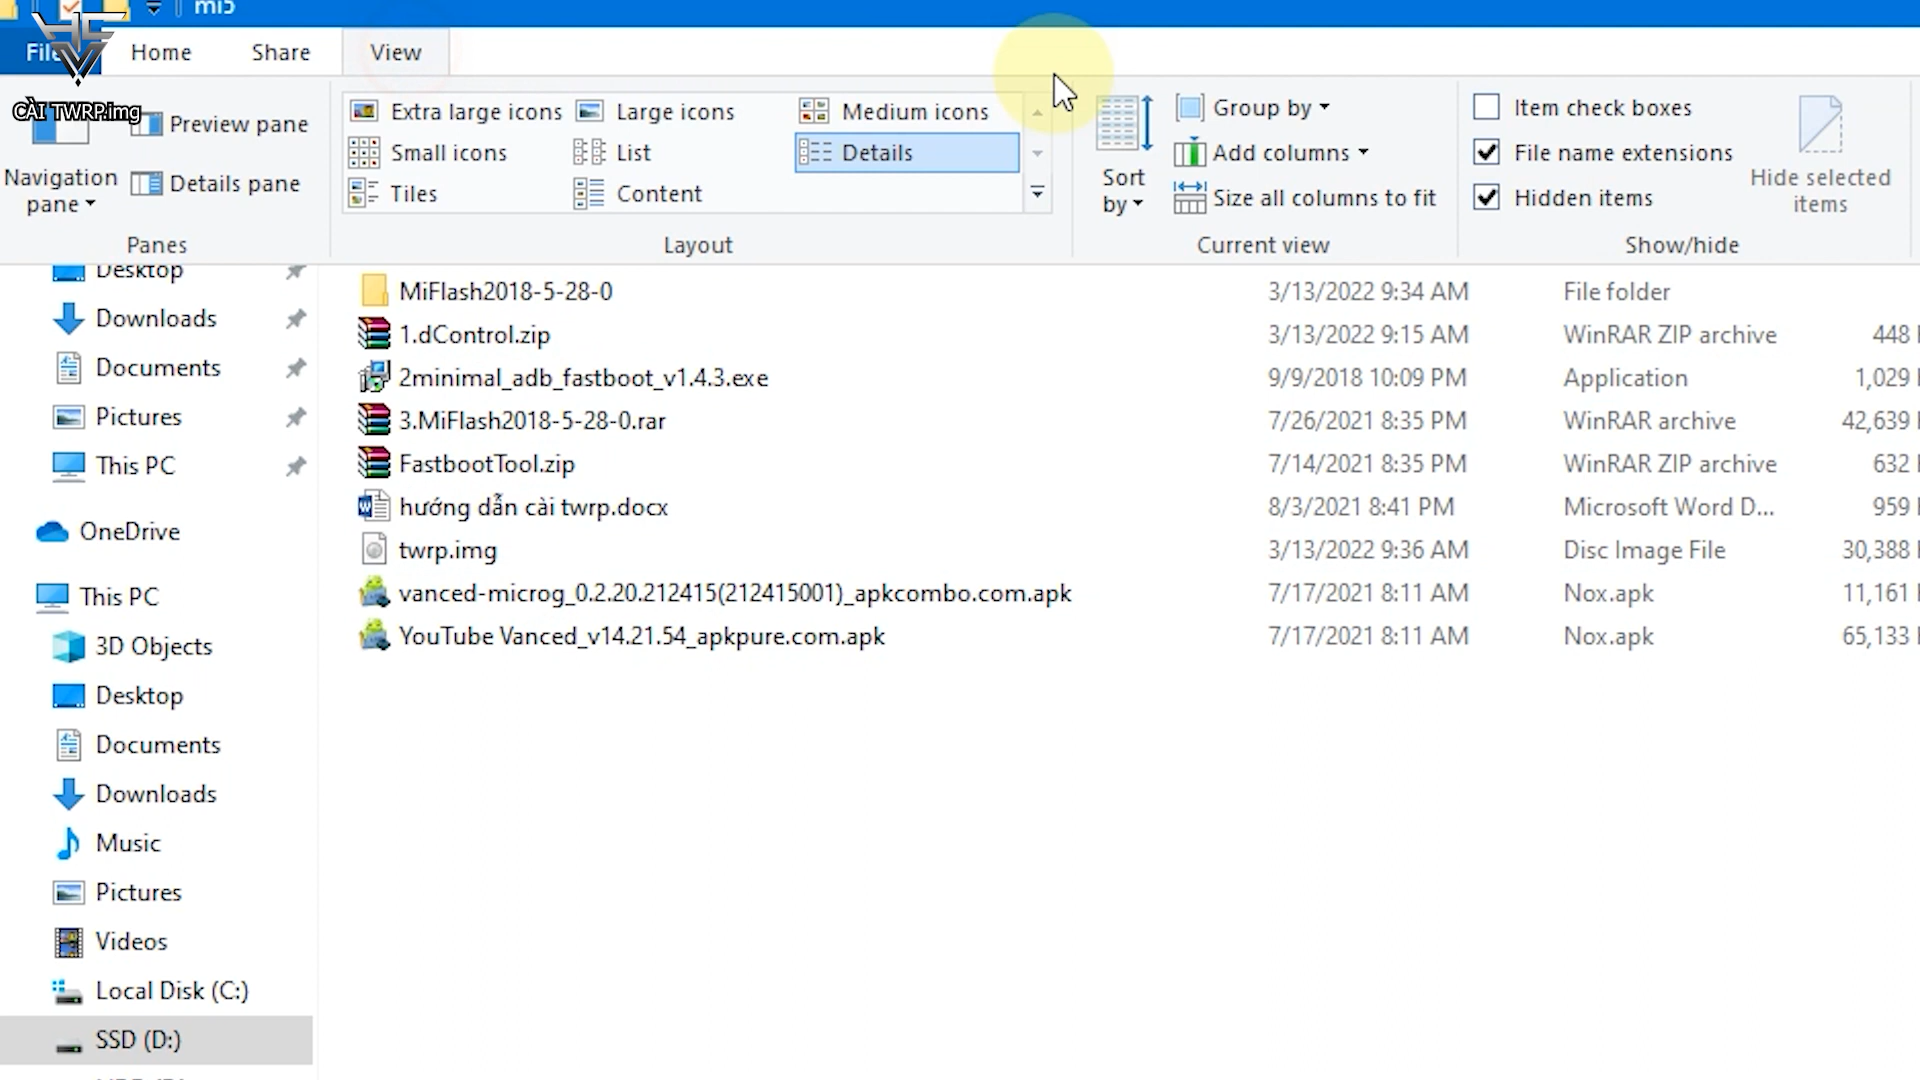 mi5
File
Home
Share
View
CÀI TWRP.img
Navigation pane
Preview pane
Details pane
Panes
Extra large icons
Large icons
Medium icons
Small icons
List
Details
Tiles
Content
Layout
Sort by
Group by
Add columns
Size all columns to fit
Current view
Item check boxes
File name extensions
Hidden items
Hide selected items
Show/hide
Desktop
Downloads
Documents
Pictures
This PC
OneDrive
This PC
3D Objects
Desktop
Documents
Downloads
Music
Pictures
Videos
Local Disk (C:)
SSD (D:)
MiFlash2018-5-28-0 3/13/2022 9:34 AM File folder
1.dControl.zip 3/13/2022 9:15 AM WinRAR ZIP archive 448
2minimal_adb_fastboot_v1.4.3.exe 9/9/2018 10:09 PM Application 1,029
3.MiFlash2018-5-28-0.rar 7/26/2021 8:35 PM WinRAR archive 42,639
FastbootTool.zip 7/14/2021 8:35 PM WinRAR ZIP archive 632
hướng dẫn cài twrp.docx 8/3/2021 8:41 PM Microsoft Word D... 959
twrp.img 3/13/2022 9:36 AM Disc Image File 30,388
vanced-microg_0.2.20.212415(212415001)_apkcombo.com.apk 7/17/2021 8:11 AM Nox.apk 11,161
YouTube Vanced_v14.21.54_apkpure.com.apk 7/17/2021 8:11 AM Nox.apk 65,133